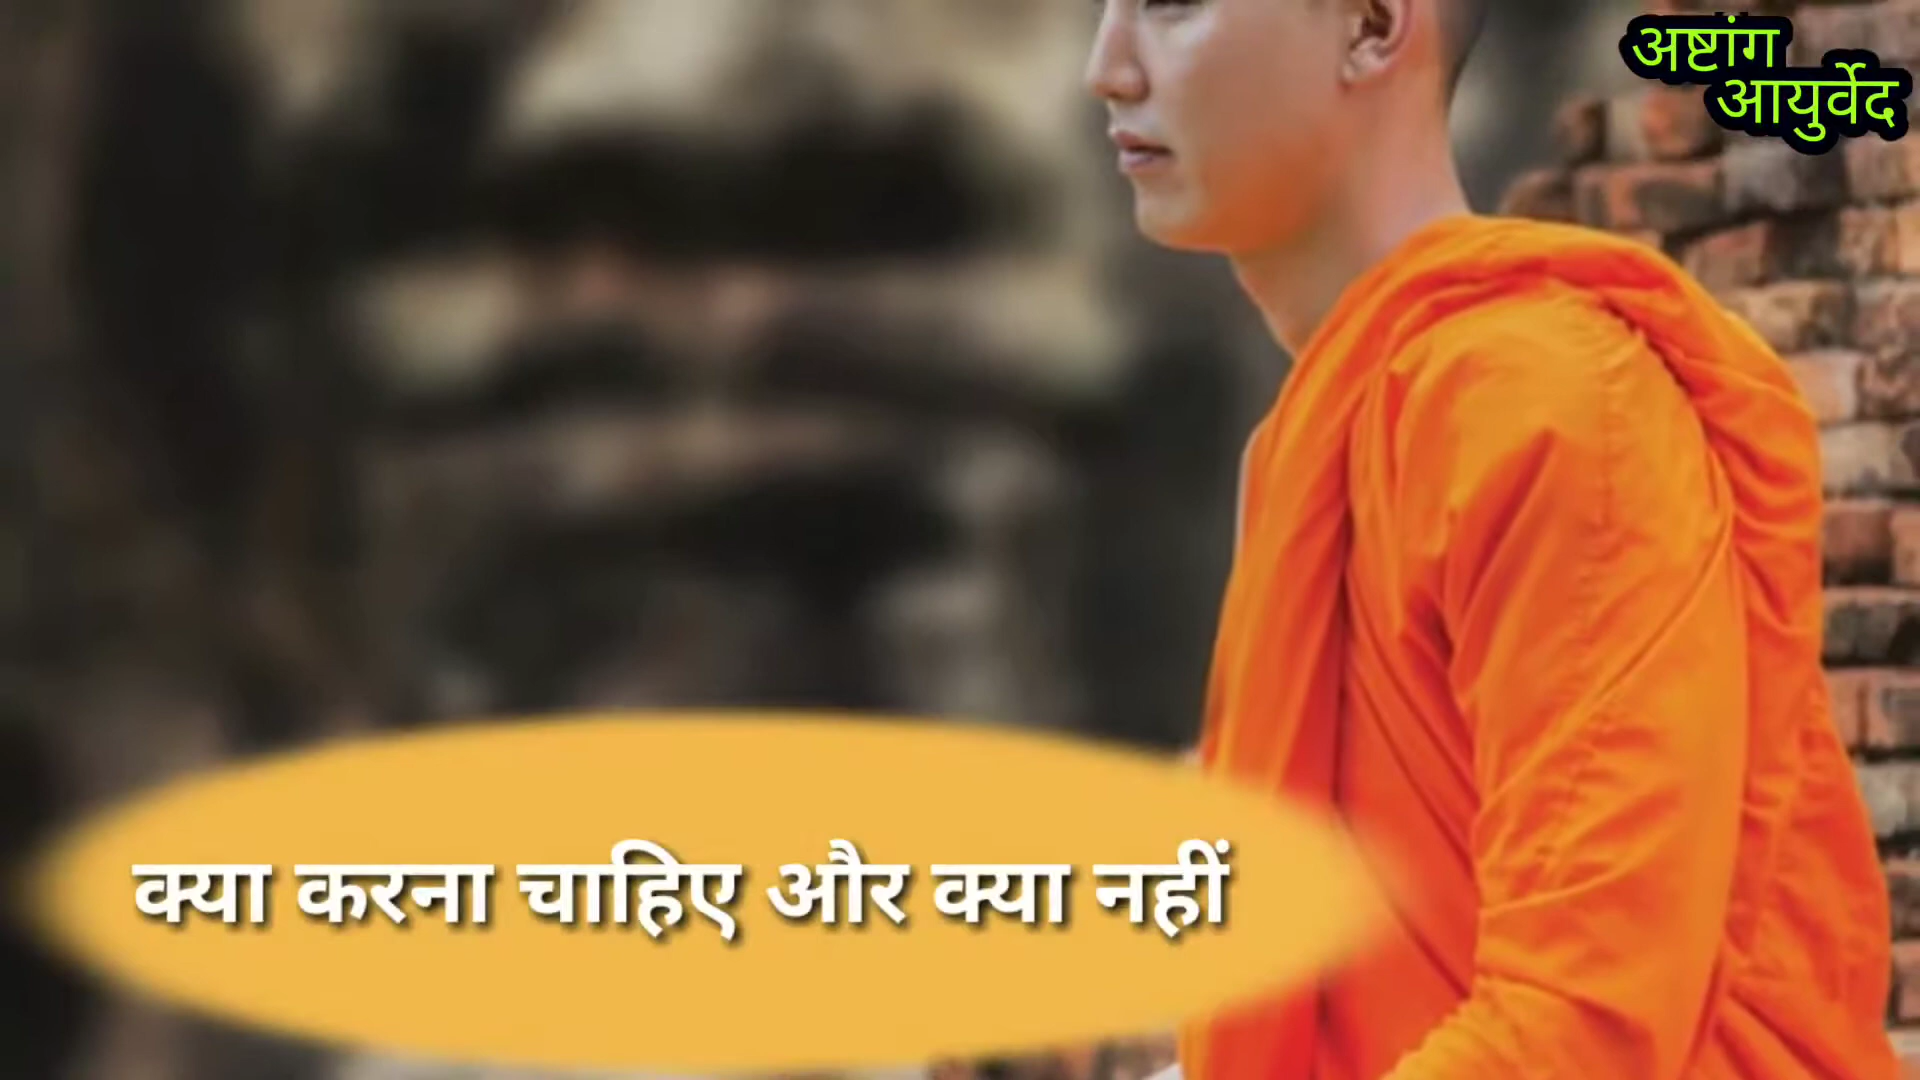 अष्टांग
आयुर्वेद
क्या करना चाहिए और क्या नहीं